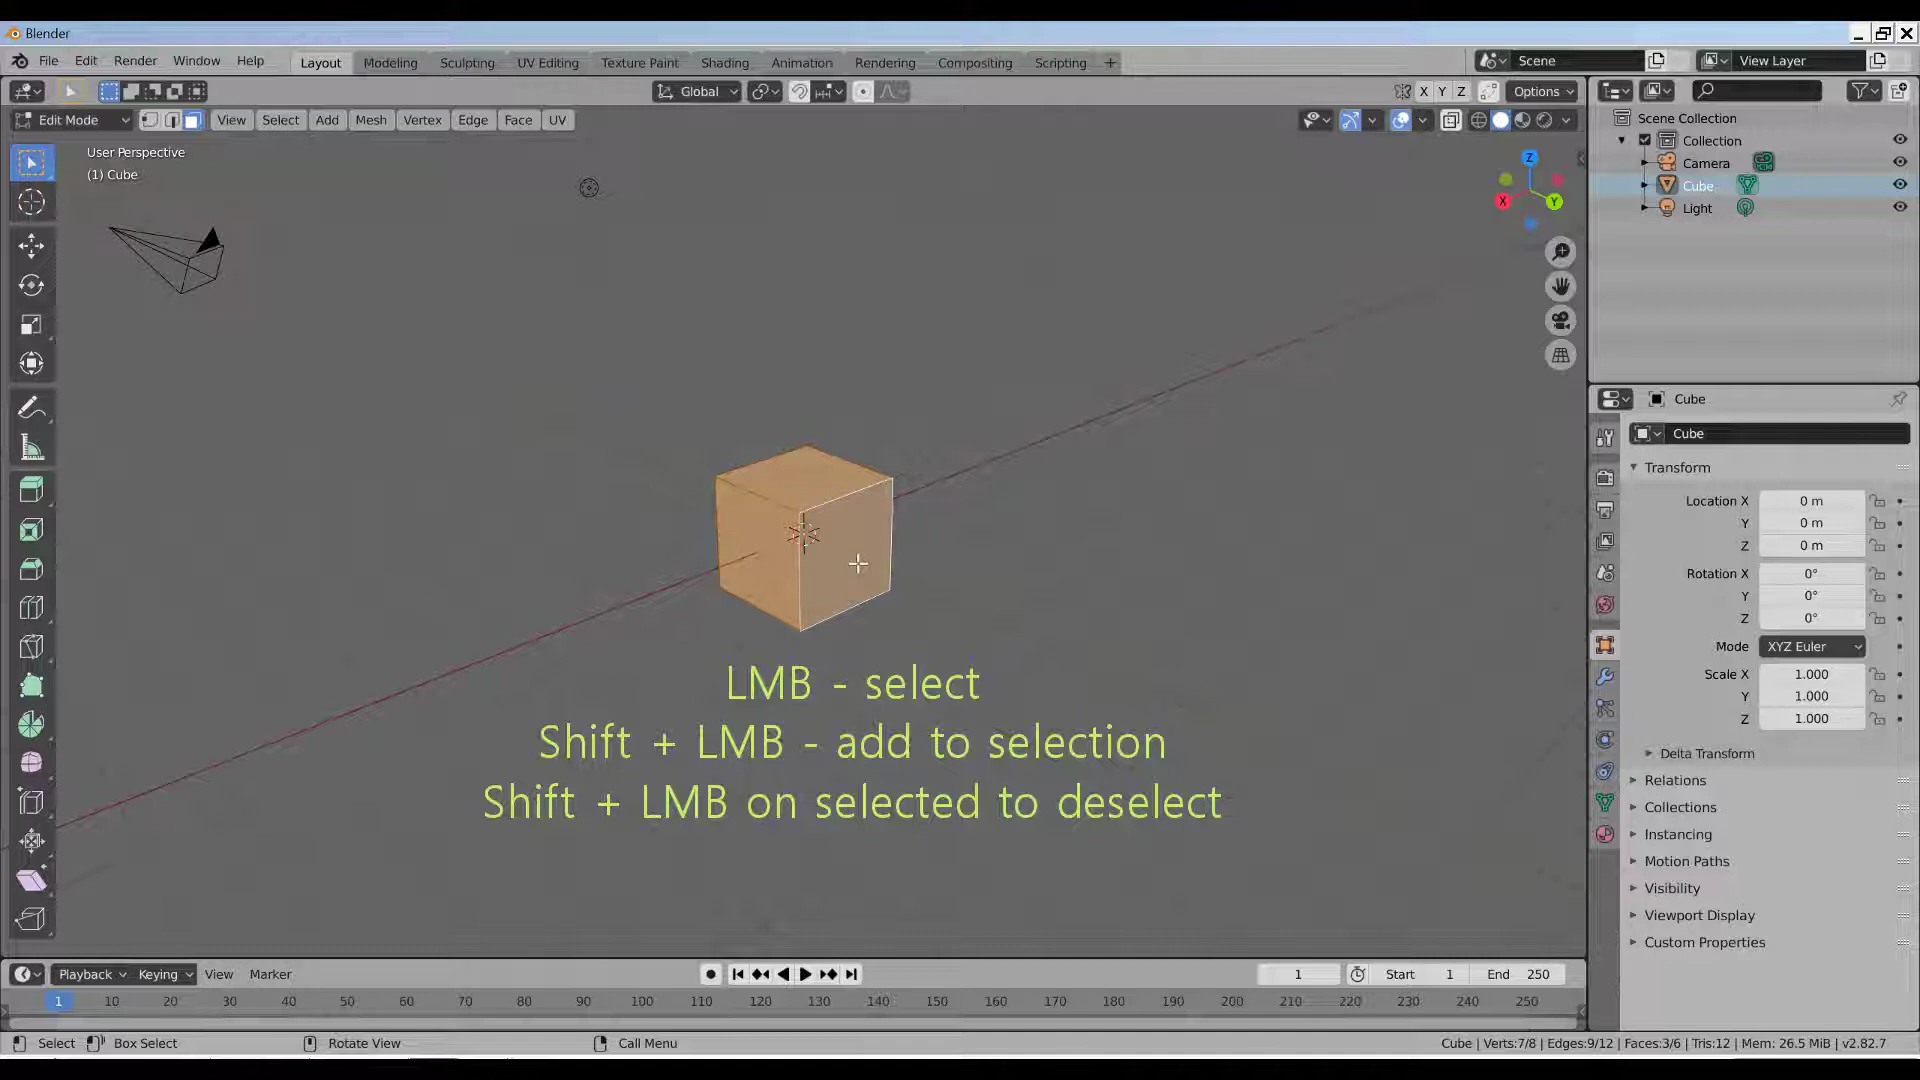 Blender
File Edit Render Window Help Layout Modeling Sculpting UV Editing Texture Paint Shading Animation Rendering Compositing Scripting + Scene View Layer
Global X Y Z Options
Edit Mode View Select Add Mesh Vertex Edge Face UV
User Perspective
(1) Cube
Z
X Y
Scene Collection
Collection
Camera
Cube
Light
Cube
Cube
Transform
Location X 0 m
Y 0 m
Z 0 m
Rotation X 0°
Y 0°
Z 0°
Mode XYZ Euler
Scale X 1.000
Y 1.000
Z 1.000
Delta Transform
Relations
Collections
Instancing
Motion Paths
Visibility
Viewport Display
Custom Properties
LMB - select
Shift + LMB - add to selection
Shift + LMB on selected to deselect
Playback Keying View Marker 1 Start 1 End 250
1 10 20 30 40 50 60 70 80 90 100 110 120 130 140 150 160 170 180 190 200 210 220 230 240 250
Select Box Select Rotate View Call Menu Cube | Verts:7/8 | Edges:9/12 | Faces:3/6 | Tris:12 | Mem: 26.5 MiB | v2.82.7